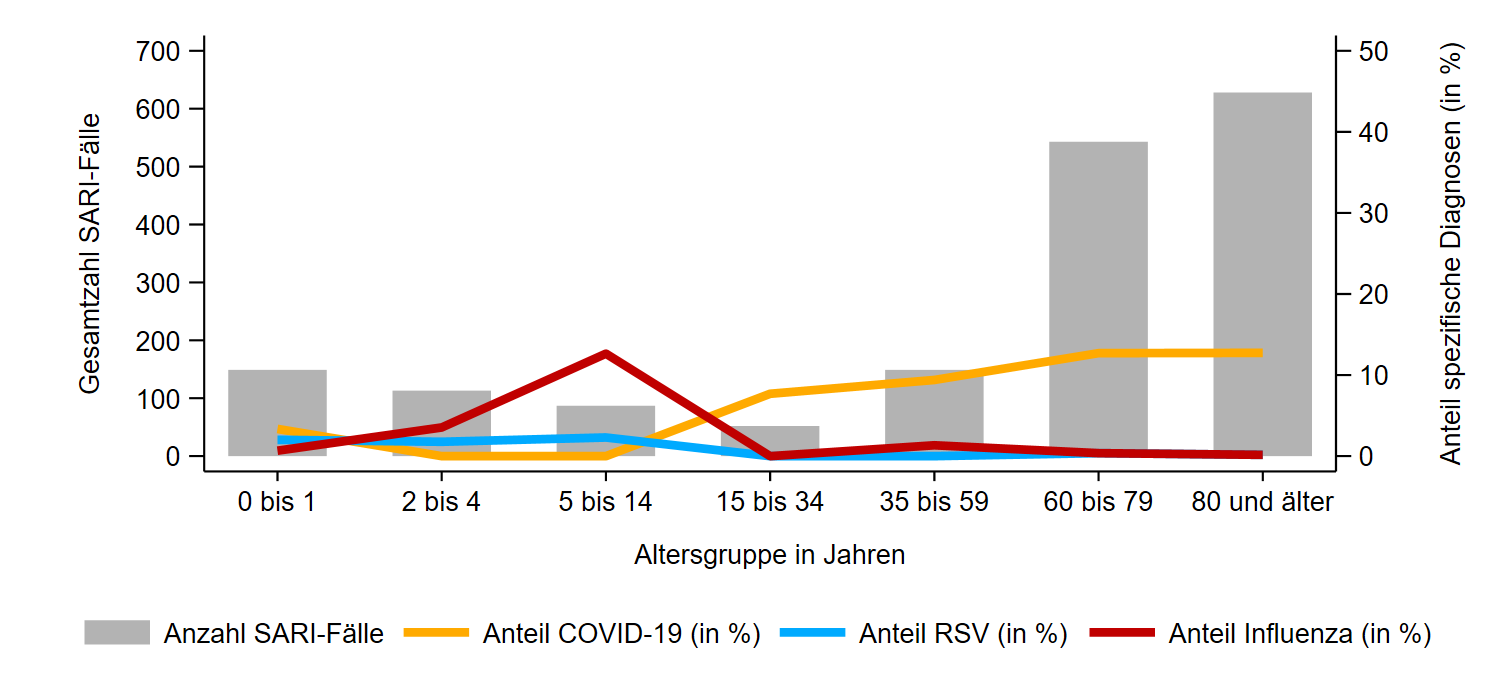 Gesamtzahl SARI-Fälle
700
600
500
400
300
200
100
0
50
40
30
20
10
0
Anteil spezifische Diagnosen (in %)
0 bis 1 2 bis 4 5 bis 14 15 bis 34 35 bis 59 60 bis 79 80 und älter
Altersgruppe in Jahren
Anzahl SARI-Fälle Anteil COVID-19 (in %) Anteil RSV (in %) Anteil Influenza (in %)